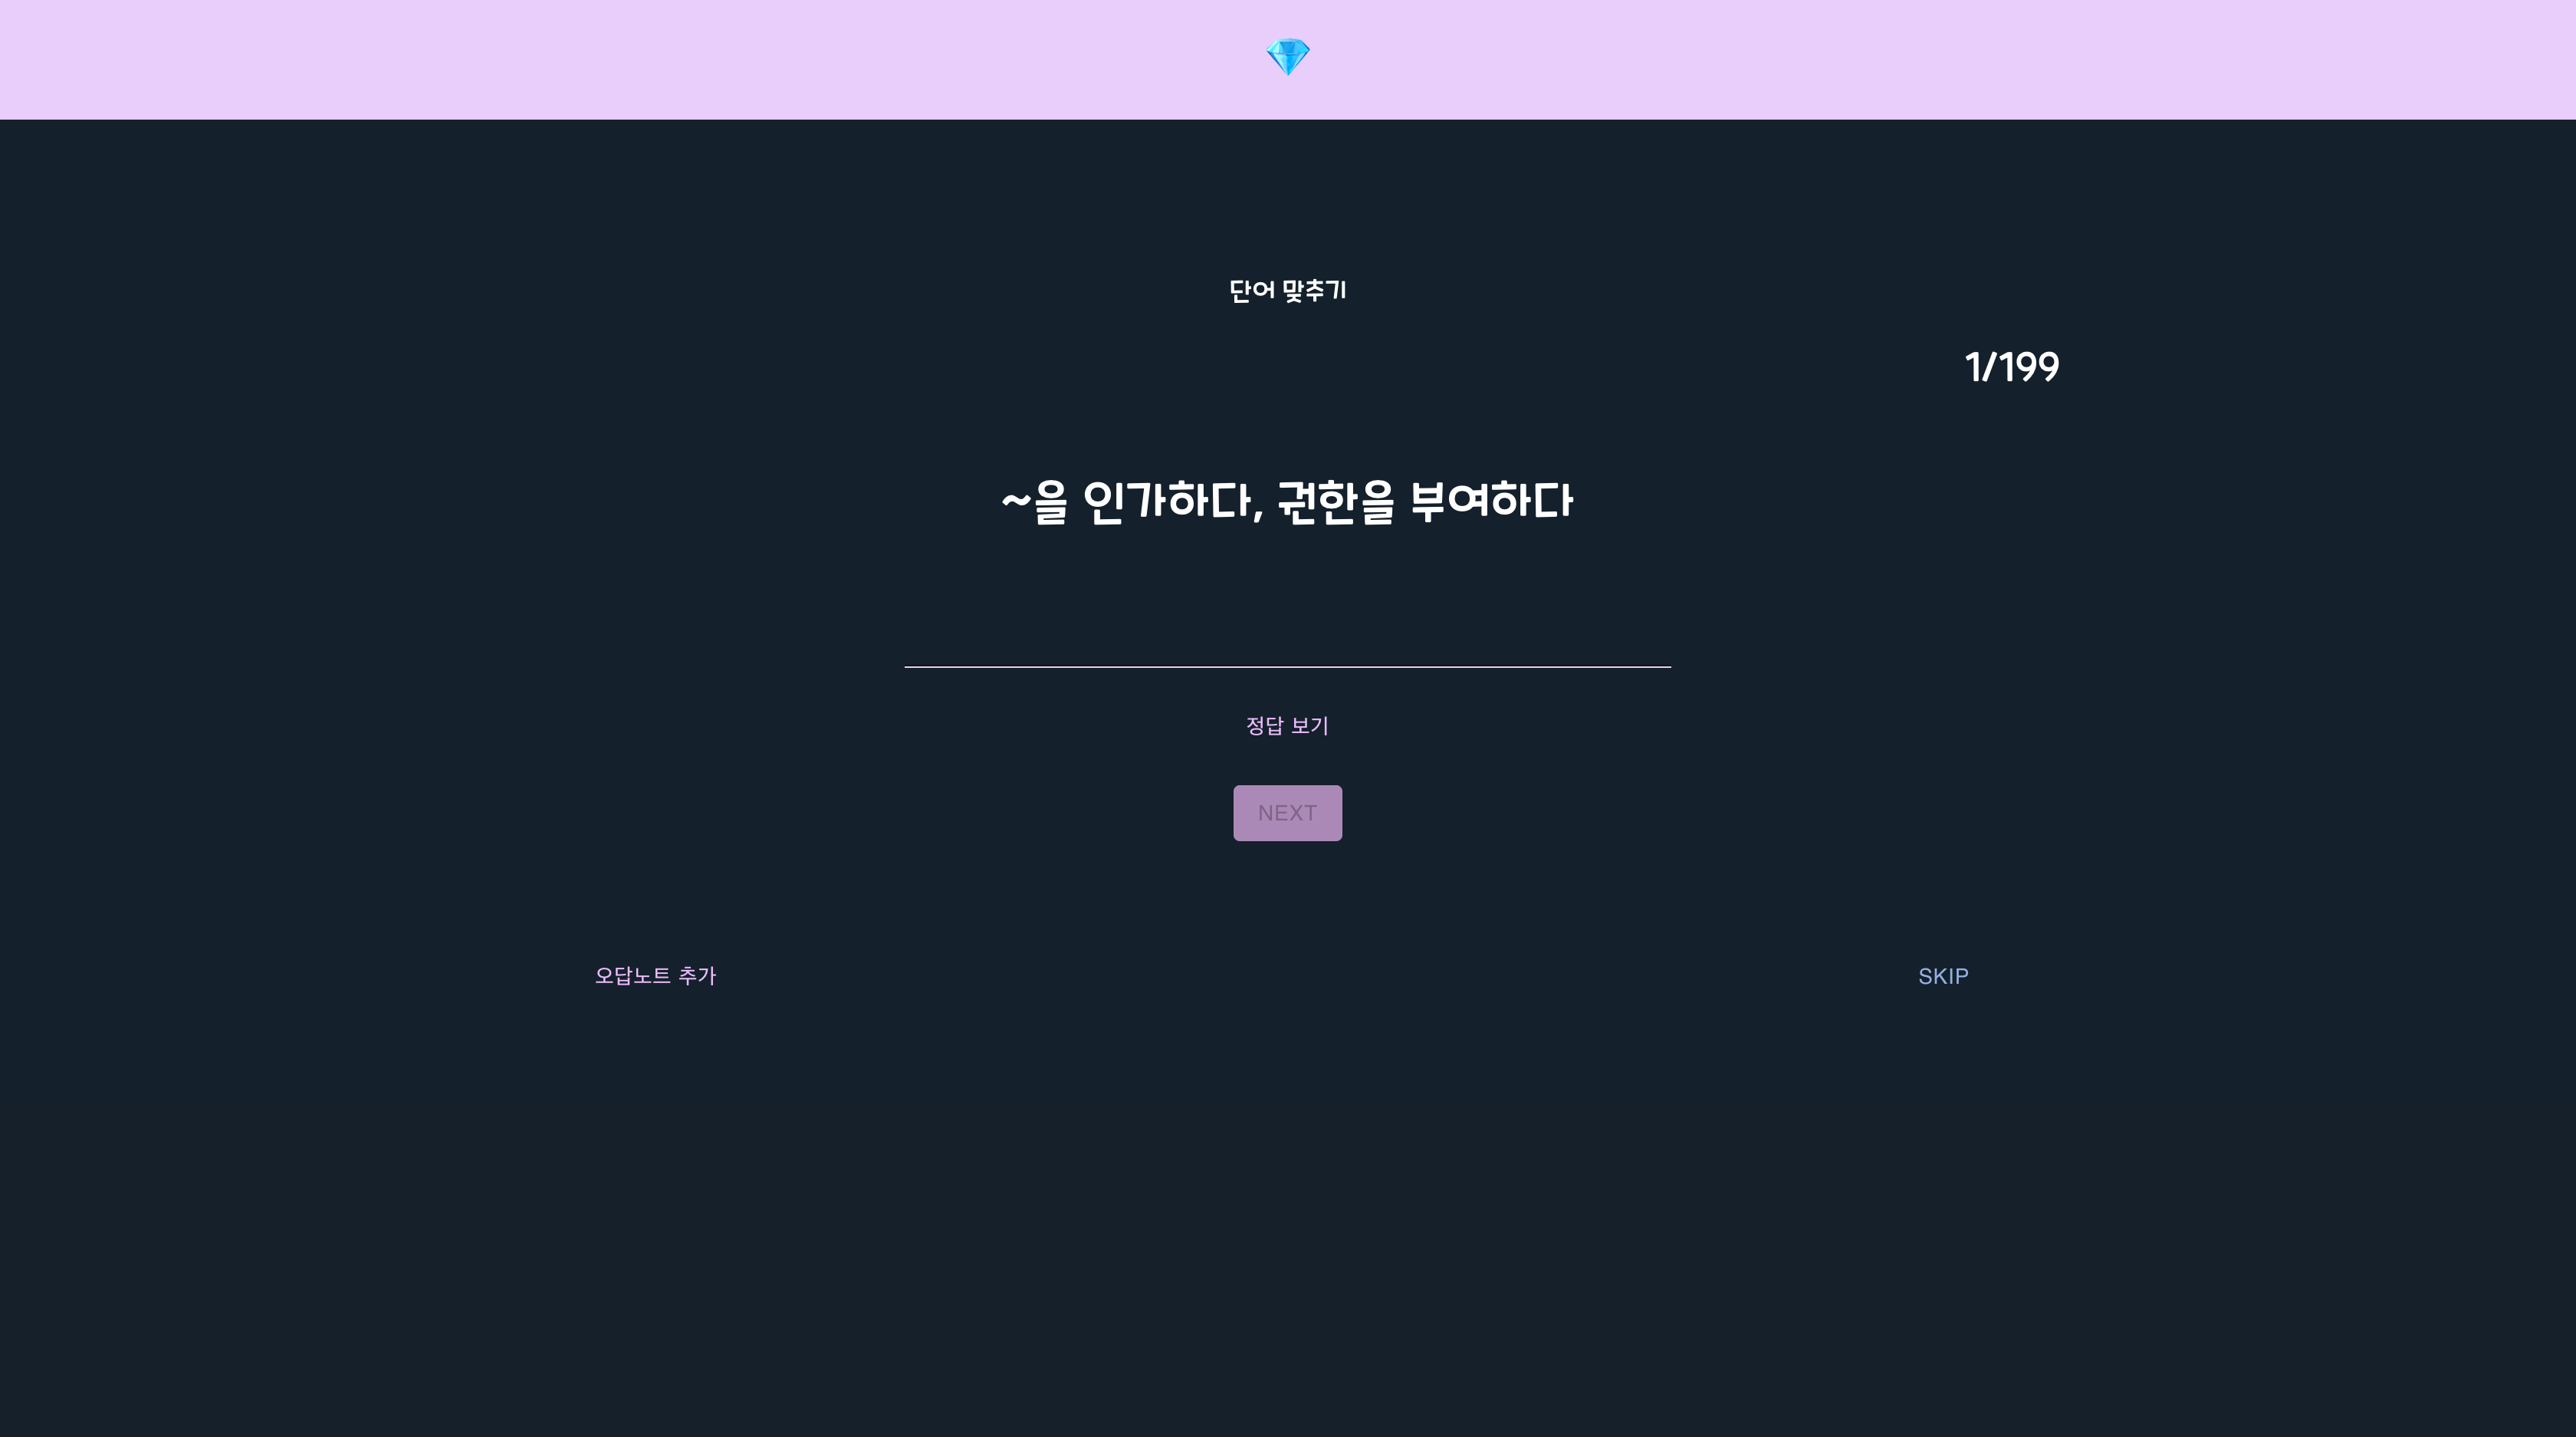 단어 맞추기
1/199
~을 인가하다, 권한을 부여하다
정답 보기
NEXT
오답노트 추가
SKIP